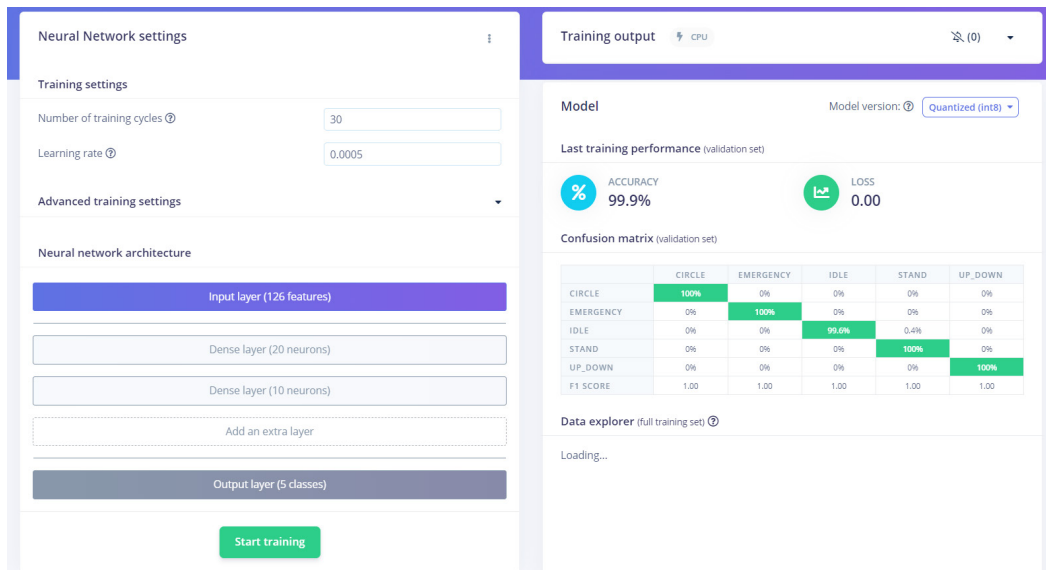 Neural Network settings
Training settings
Number of training cycles
30
Learning rate
0.0005
Advanced training settings
Neural network architecture
Input layer (126 features)
Dense layer (20 neurons)
Dense layer (10 neurons)
Add an extra layer
Output layer (5 classes)
Start training
Training output CPU (0)
Model Model version: Quantized (int8)
Last training performance (validation set)
% ACCURACY LOSS
99.9% 0.00
Confusion matrix (validation set)
CIRCLE EMERGENCY IDLE STAND UP_DOWN
CIRCLE 100% 0% 0% 0% 0%
EMERGENCY 0% 100% 0% 0% 0%
IDLE 0% 0% 99.6% 0.4% 0%
STAND 0% 0% 0% 100% 0%
UP_DOWN 0% 0% 0% 0% 100%
F1 SCORE 1.00 1.00 1.00 1.00 1.00
Data explorer (full training set)
Loading...